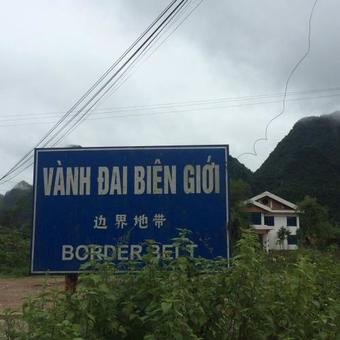 VÀNH ĐAI BIÊN GIỚI
边界地带
BORDER BELT